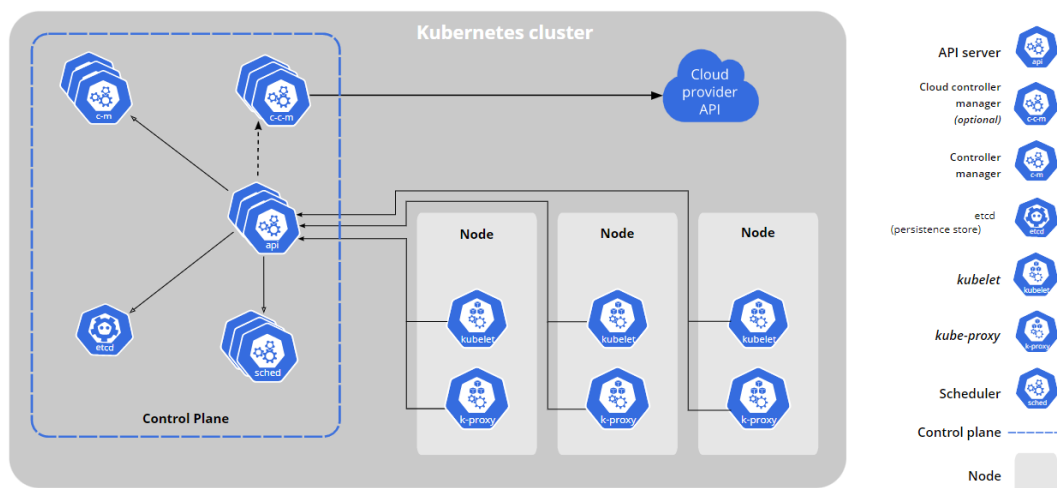 Kubernetes cluster
c-m
c-c-m
Cloud
provider
API
api
etcd
sched
Control Plane
Node
kubelet
k-proxy
Node
kubelet
k-proxy
Node
kubelet
k-proxy
API server
api
Cloud controller
manager
(optional)
c-c-m
Controller
manager
c-m
etcd
(persistence store)
etcd
kubelet
kubelet
kube-proxy
k-proxy
Scheduler
sched
Control plane
Node